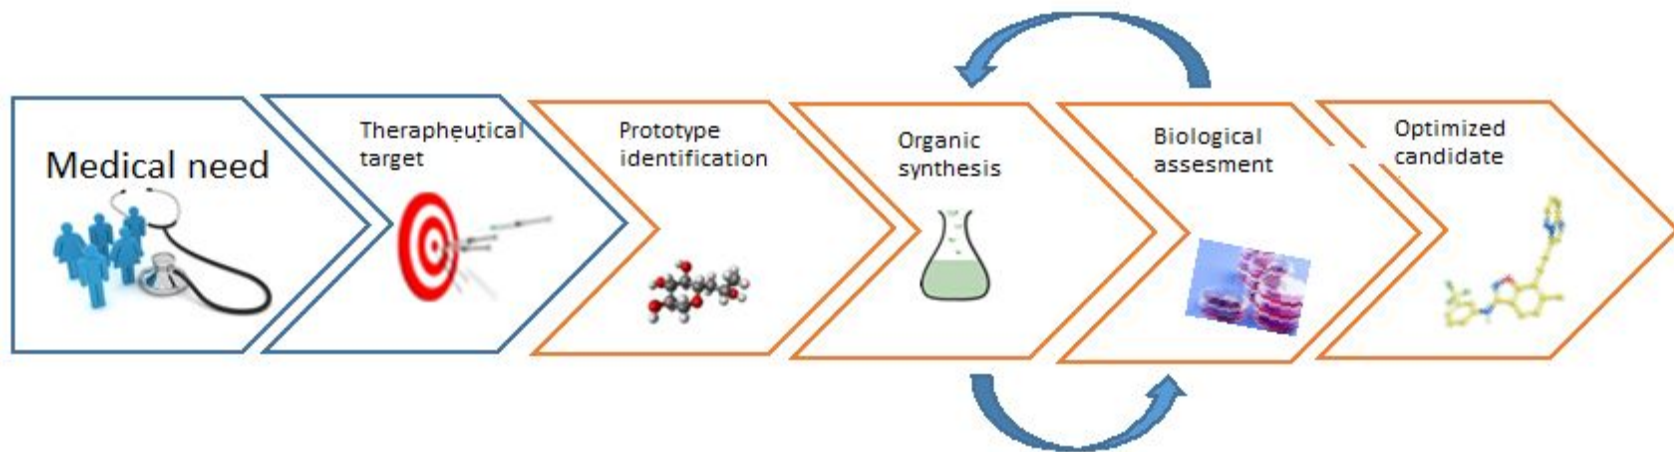 Medical need
Therapheutical
target
Prototype
identification
Organic
synthesis
Biological
assesment
Optimized
candidate